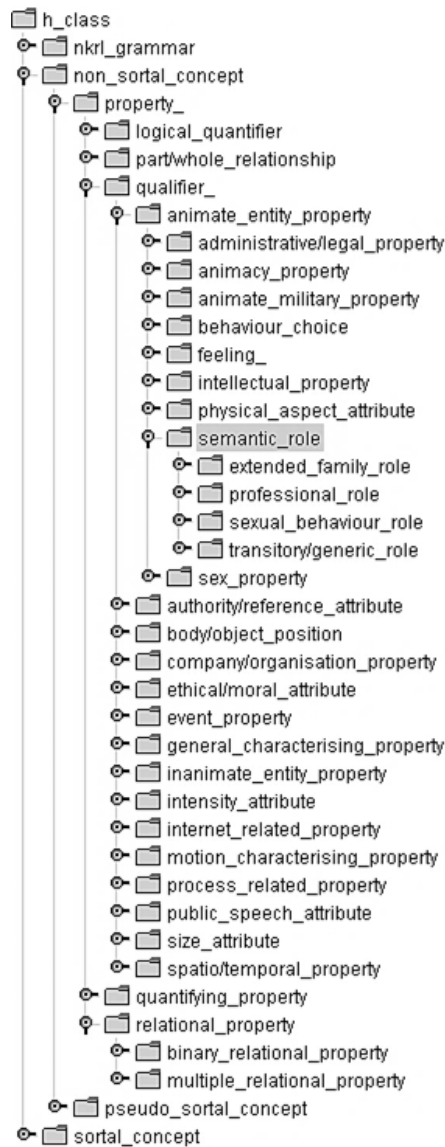 h_class
nkrl_grammar
non_sortal_concept
property_
logical_quantifier
part/whole_relationship
qualifier_
animate_entity_property
administrative/legal_property
animacy_property
animate_military_property
behaviour_choice
feeling_
intellectual_property
physical_aspect_attribute
semantic_role
extended_family_role
professional_role
sexual_behaviour_role
transitory/generic_role
sex_property
authority/reference_attribute
body/object_position
company/organisation_property
ethical/moral_attribute
event_property
general_characterising_property
inanimate_entity_property
intensity_attribute
internet_related_property
motion_characterising_property
process_related_property
public_speech_attribute
size_attribute
spatio/temporal_property
quantifying_property
relational_property
binary_relational_property
multiple_relational_property
pseudo_sortal_concept
sortal_concept